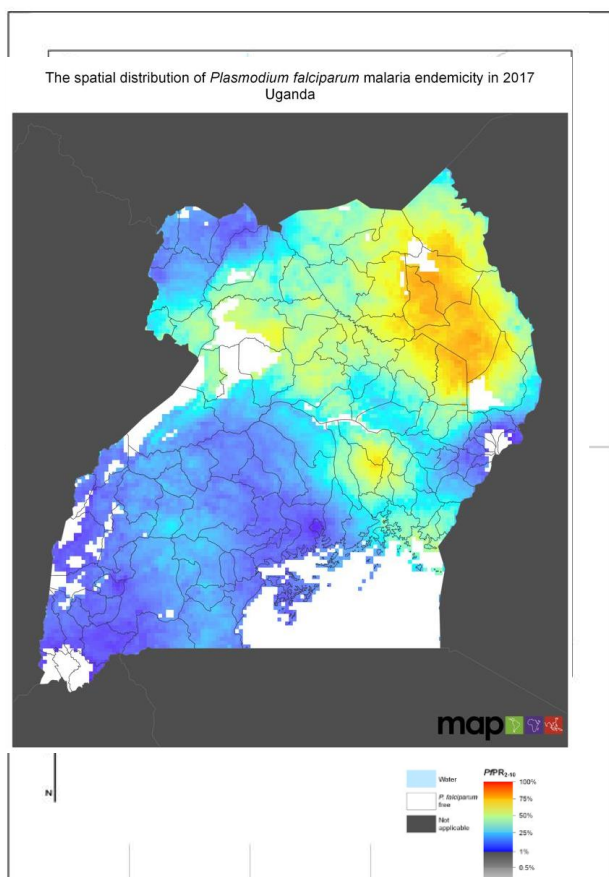 The spatial distribution of Plasmodium falciparum malaria endemicity in 2017
Uganda
map
N
Water
P. falciparum
free
Not
applicable
PfPR2-10
100%
75%
50%
25%
1%
0.5%